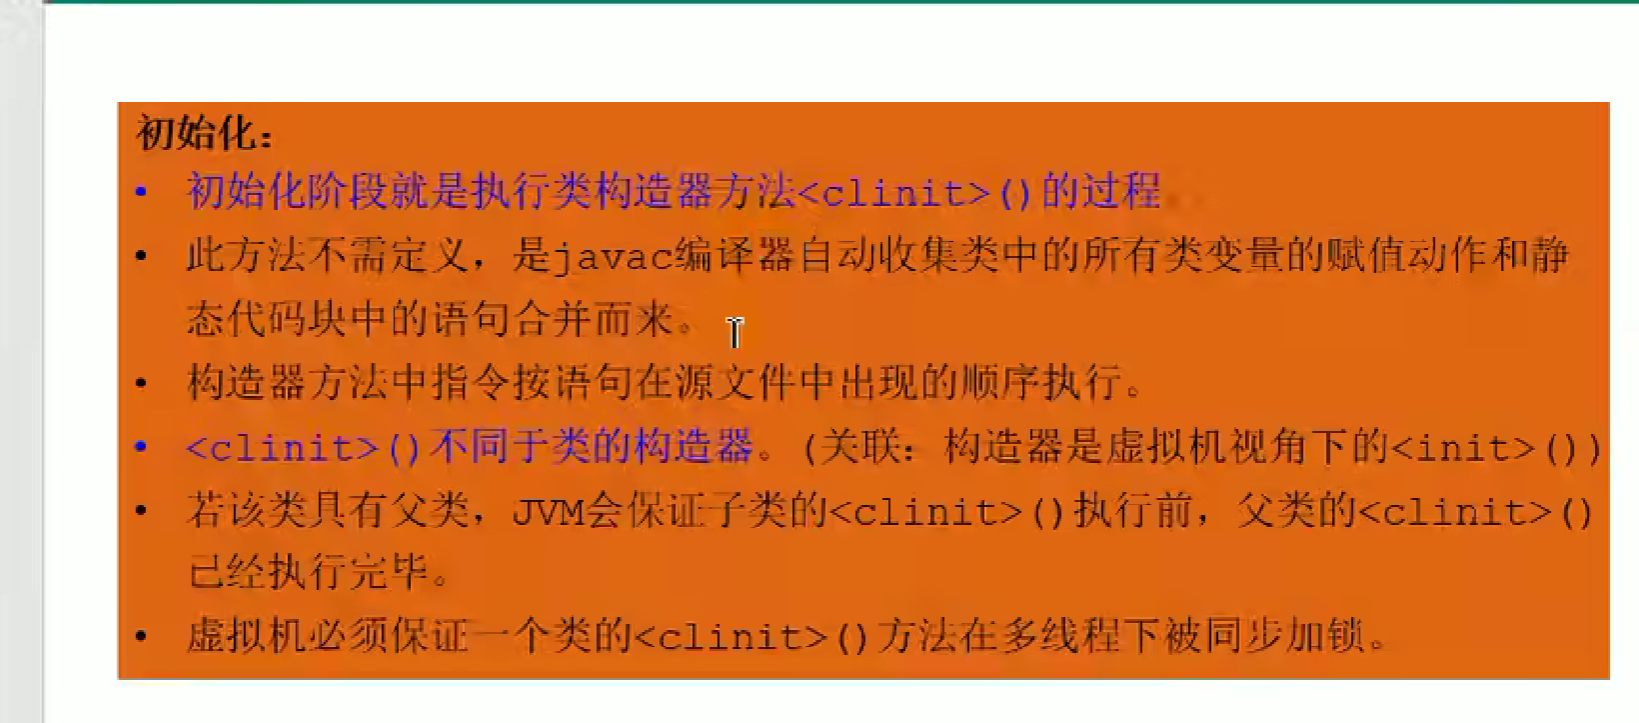 初始化：
• 初始化阶段就是执行类构造器方法<clinit>()的过程。
• 此方法不需定义，是javac编译器自动收集类中的所有类变量的赋值动作和静
态代码块中的语句合并而来。
• 构造器方法中指令按语句在源文件中出现的顺序执行。
• <clinit>()不同于类的构造器。(关联：构造器是虚拟机视角下的<init>())
• 若该类具有父类，JVM会保证子类的<clinit>()执行前，父类的<clinit>()
已经执行完毕。
• 虚拟机必须保证一个类的<clinit>()方法在多线程下被同步加锁。